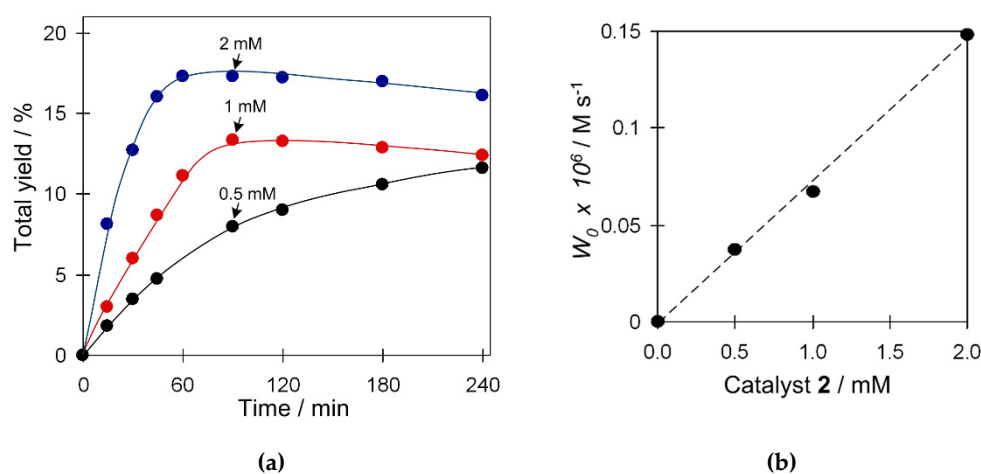 20
15
10
5
0
Total yield / %
2 mM
1 mM
0.5 mM
0 60 120 180 240
Time / min
(a)
0.15
0.1
0.05
0
W₀ x 10⁶ / M s⁻¹
0.0 0.5 1.0 1.5 2.0
Catalyst 2 / mM
(b)